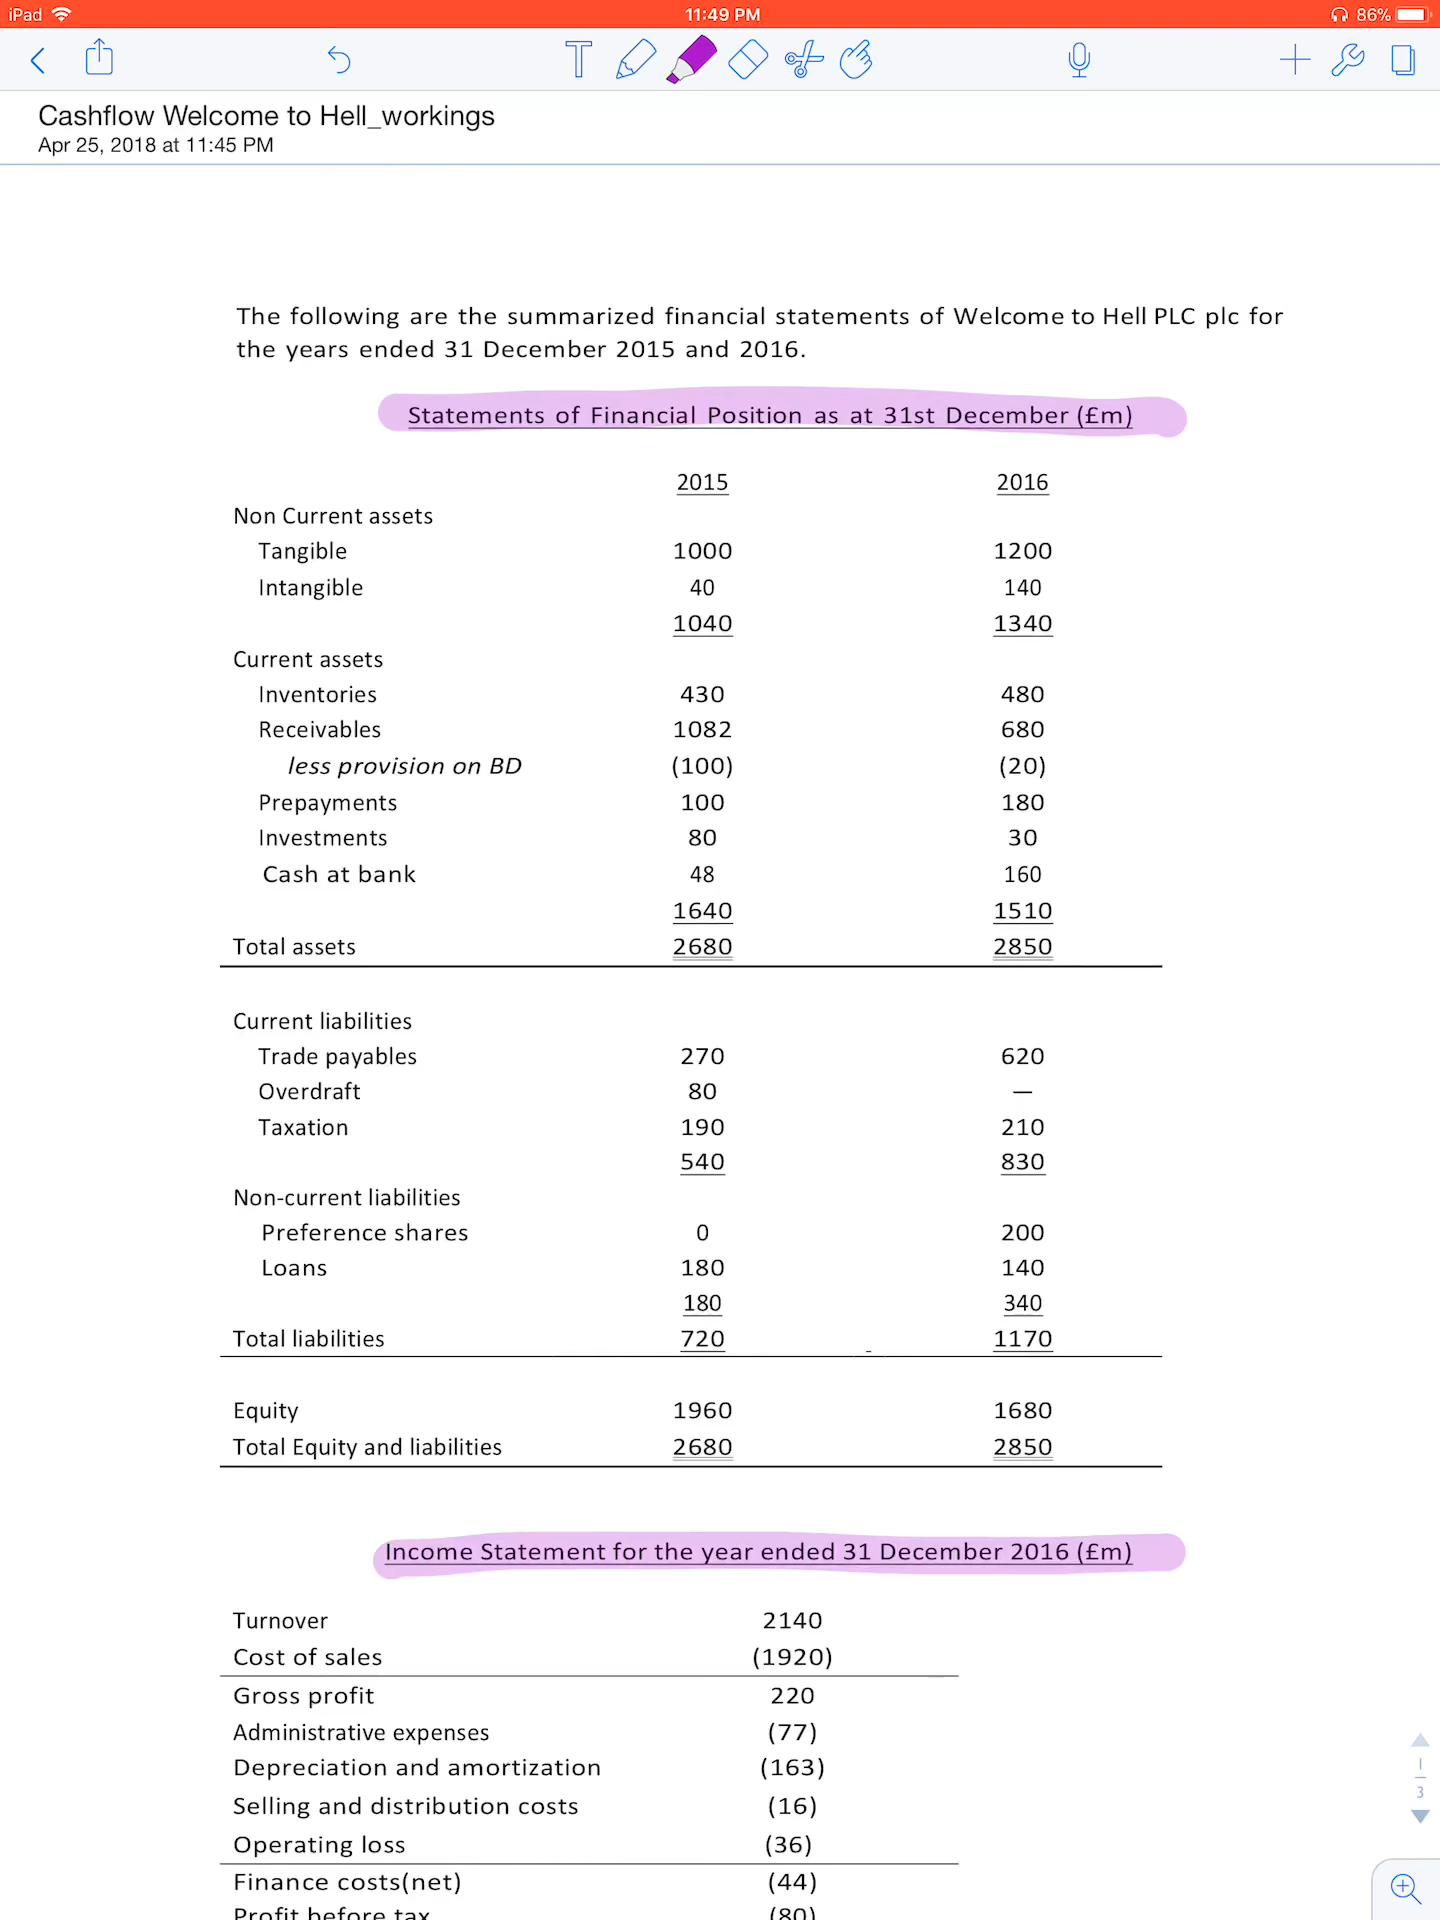 iPad 11:49 PM 86%
T
Cashflow Welcome to Hell_workings
Apr 25, 2018 at 11:45 PM
The following are the summarized financial statements of Welcome to Hell PLC plc for
the years ended 31 December 2015 and 2016.
Statements of Financial Position as at 31st December (£m)
2015 2016
Non Current assets
Tangible 1000 1200
Intangible 40 140
1040 1340
Current assets
Inventories 430 480
Receivables 1082 680
less provision on BD (100) (20)
Prepayments 100 180
Investments 80 30
Cash at bank 48 160
1640 1510
Total assets 2680 2850
Current liabilities
Trade payables 270 620
Overdraft 80 —
Taxation 190 210
540 830
Non-current liabilities
Preference shares 0 200
Loans 180 140
180 340
Total liabilities 720 - 1170
Equity 1960 1680
Total Equity and liabilities 2680 2850
Income Statement for the year ended 31 December 2016 (£m)
Turnover 2140
Cost of sales (1920)
Gross profit 220
Administrative expenses (77)
Depreciation and amortization (163)
Selling and distribution costs (16)
Operating loss (36)
Finance costs(net) (44)
Profit before tax (80)
1
3